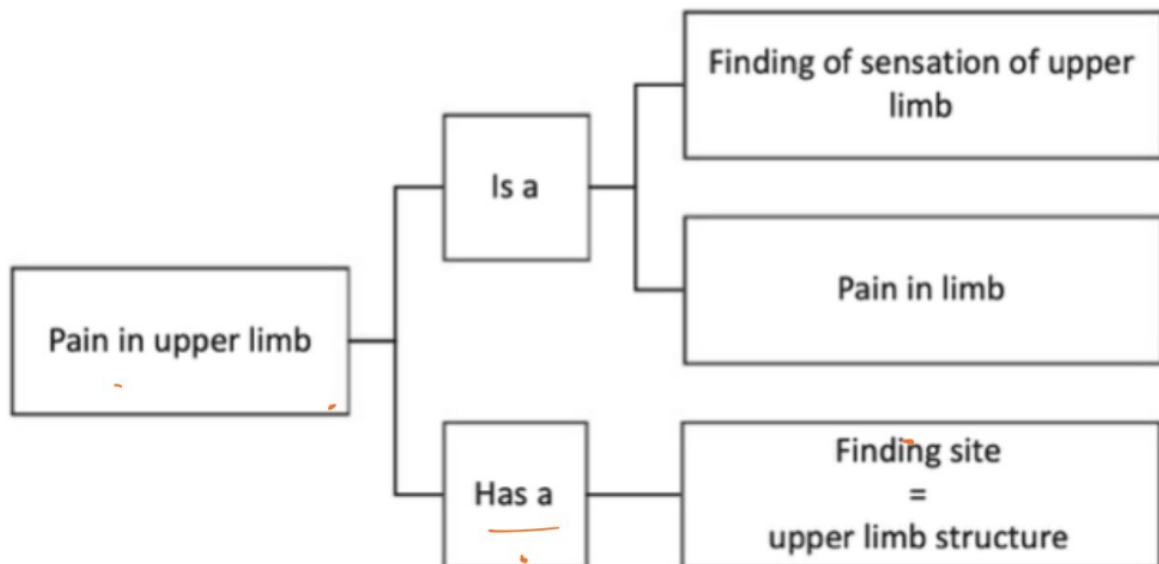 Finding of sensation of upper
limb
Is a
Pain in limb
Pain in upper limb
Has a
Finding site
=
upper limb structure